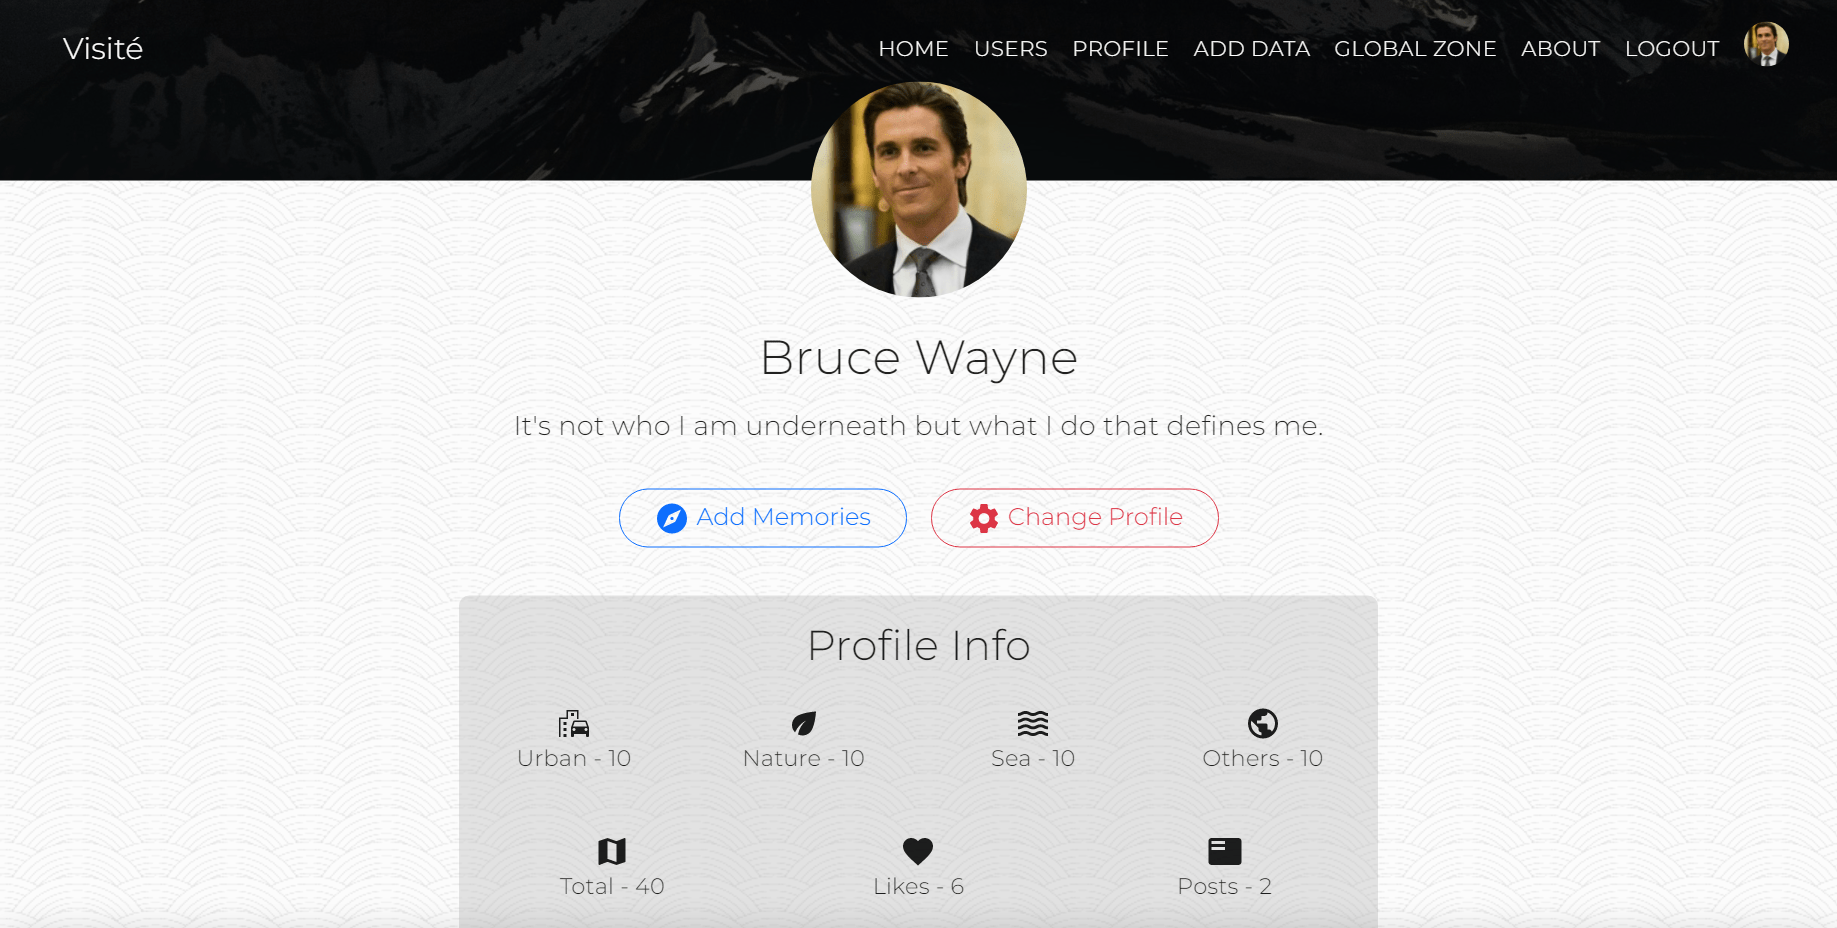 Visité
HOME USERS PROFILE ADD DATA GLOBAL ZONE ABOUT LOGOUT
Bruce Wayne
It's not who I am underneath but what I do that defines me.
Add Memories Change Profile
Profile Info
Urban - 10 Nature - 10 Sea - 10 Others - 10
Total - 40 Likes - 6 Posts - 2